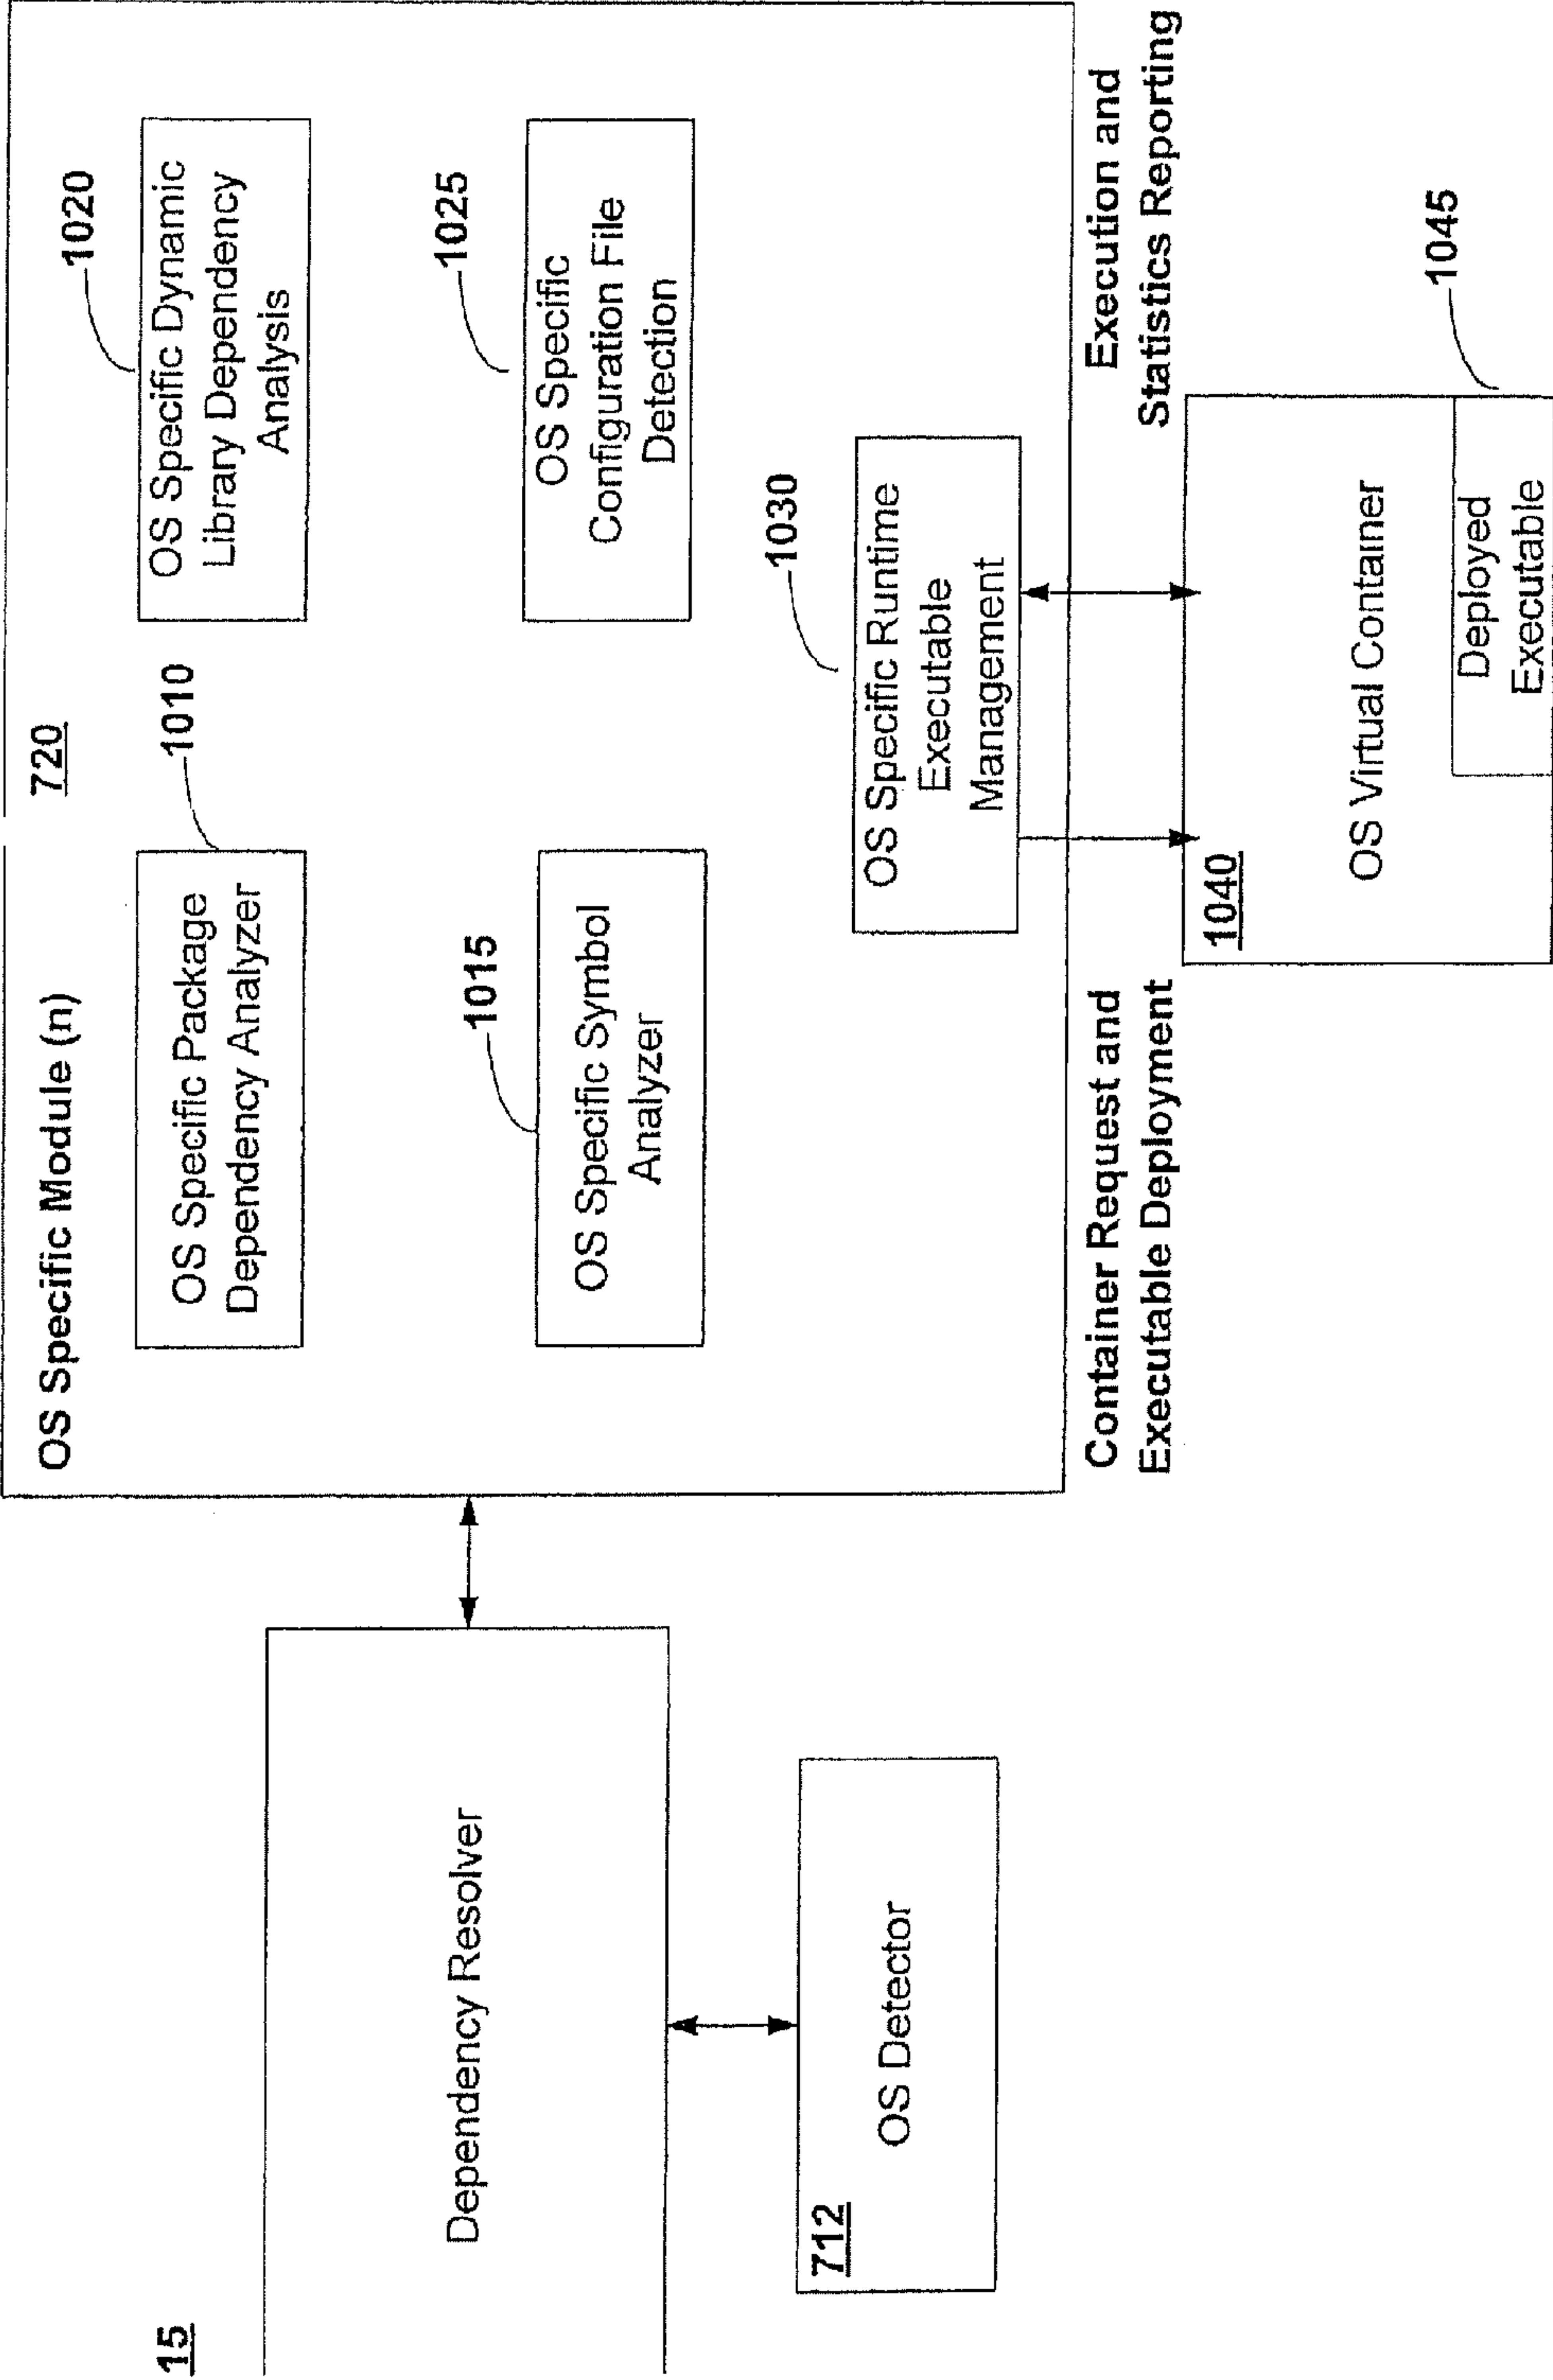 15
Dependency Resolver
712
OS Detector
OS Specific Module (n)
720
1010
OS Specific Package
Dependency Analyzer
1020
OS Specific Dynamic
Library Dependency
Analysis
1015
OS Specific Symbol
Analyzer
1025
OS Specific
Configuration File
Detection
1030
OS Specific Runtime
Executable
Management
Container Request and
Executable Deployment
Execution and
Statistics Reporting
1040
OS Virtual Container
1045
Deployed
Executable